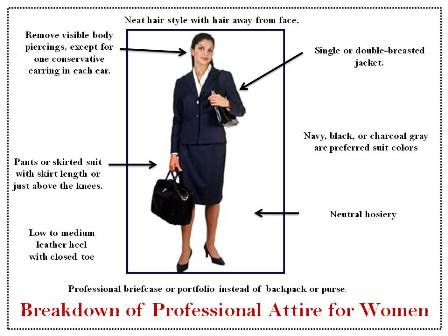 Neat hair style with hair away from face.
Remove visible body
piercings, except for
one conservative
earring in each ear.
Single or double-breasted
jacket.
Navy, black, or charcoal gray
are preferred suit colors
Pants or skirted suit
with skirt length or
just above the knees.
Neutral hosiery
Low to medium
leather heel
with closed toe
Professional briefcase or portfolio instead of backpack or purse.
Breakdown of Professional Attire for Women